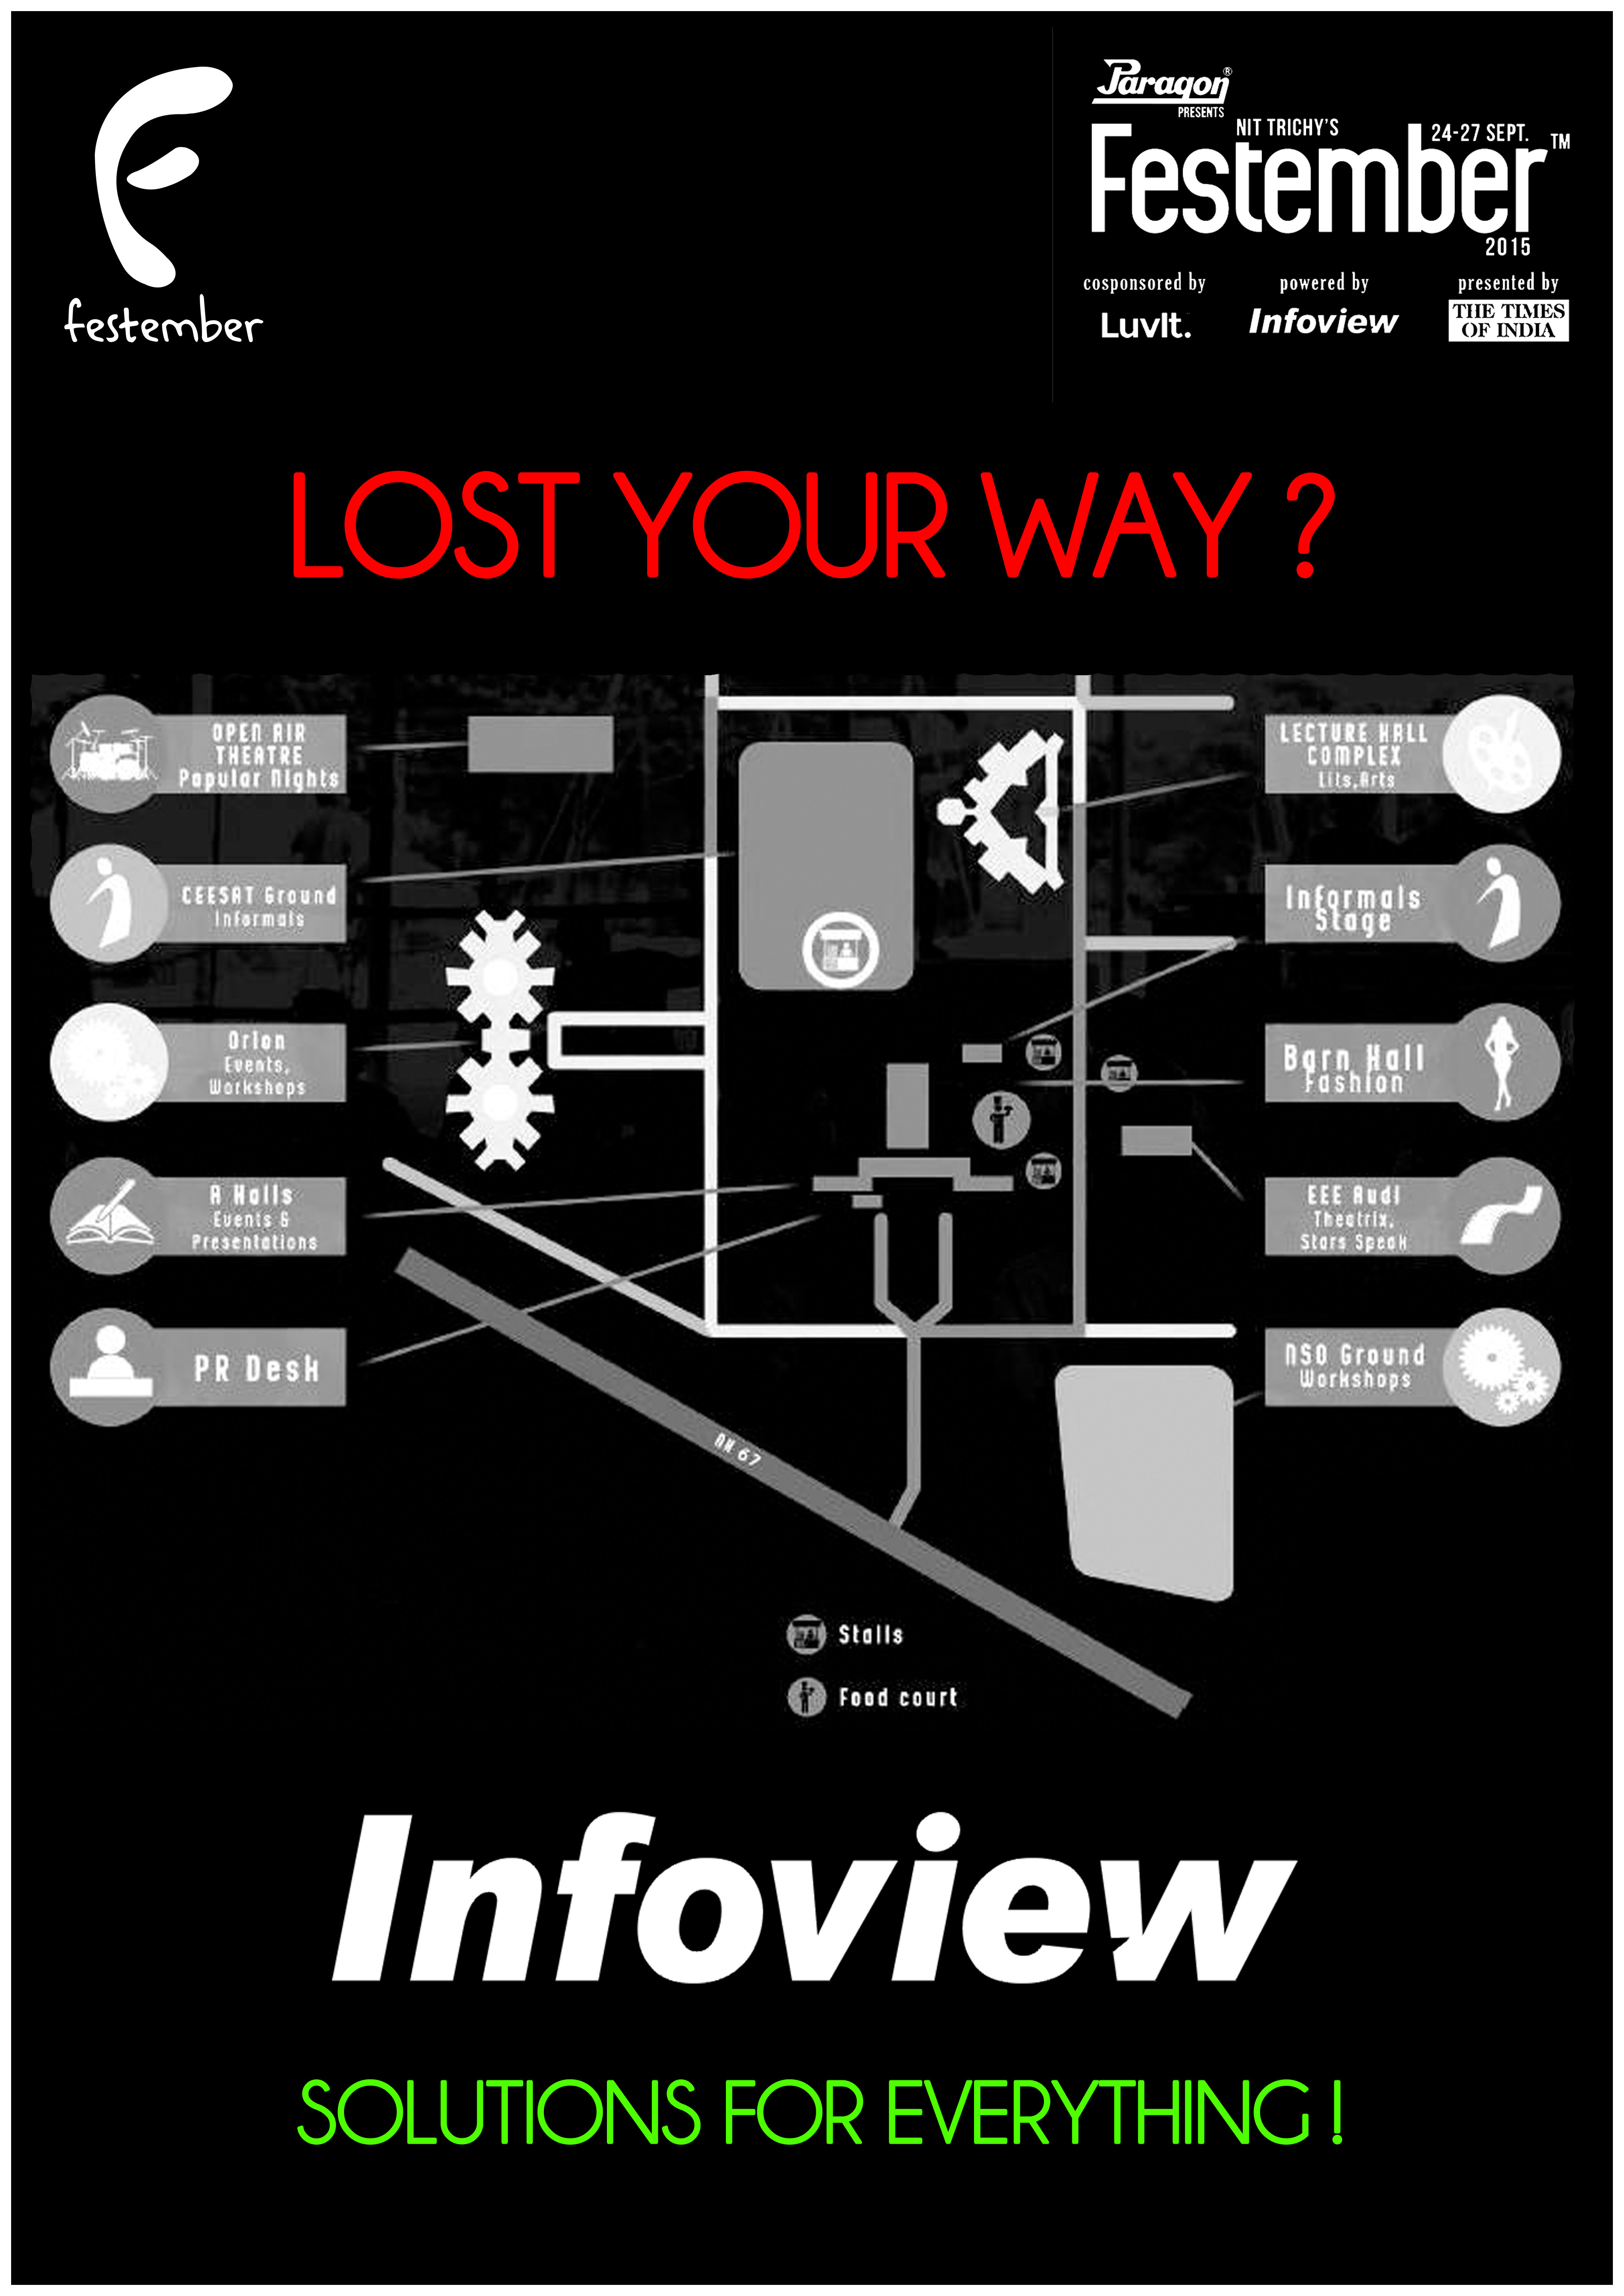 festember
Paragon®
PRESENTS
NIT TRICHY'S
24-27 SEPT.
Festember™
2015
cosponsored by
LuvIt.
powered by
Infoview
presented by
THE TIMES
OF INDIA
LOST YOUR WAY ?
OPEN AIR
THEATRE
Popular Nights
CEESAT Ground
Informals
Orion
Events,
Workshops
A Halls
Events &
Presentations
PR Desk
LECTURE HALL
COMPLEX
Lits,Arts
Informals
Stage
Barn Hall
Fashion
EEE Audi
Theatrix,
Stars Speak
NSO Ground
Workshops
NH 67
Stalls
Food court
Infoview
SOLUTIONS FOR EVERYTHING !